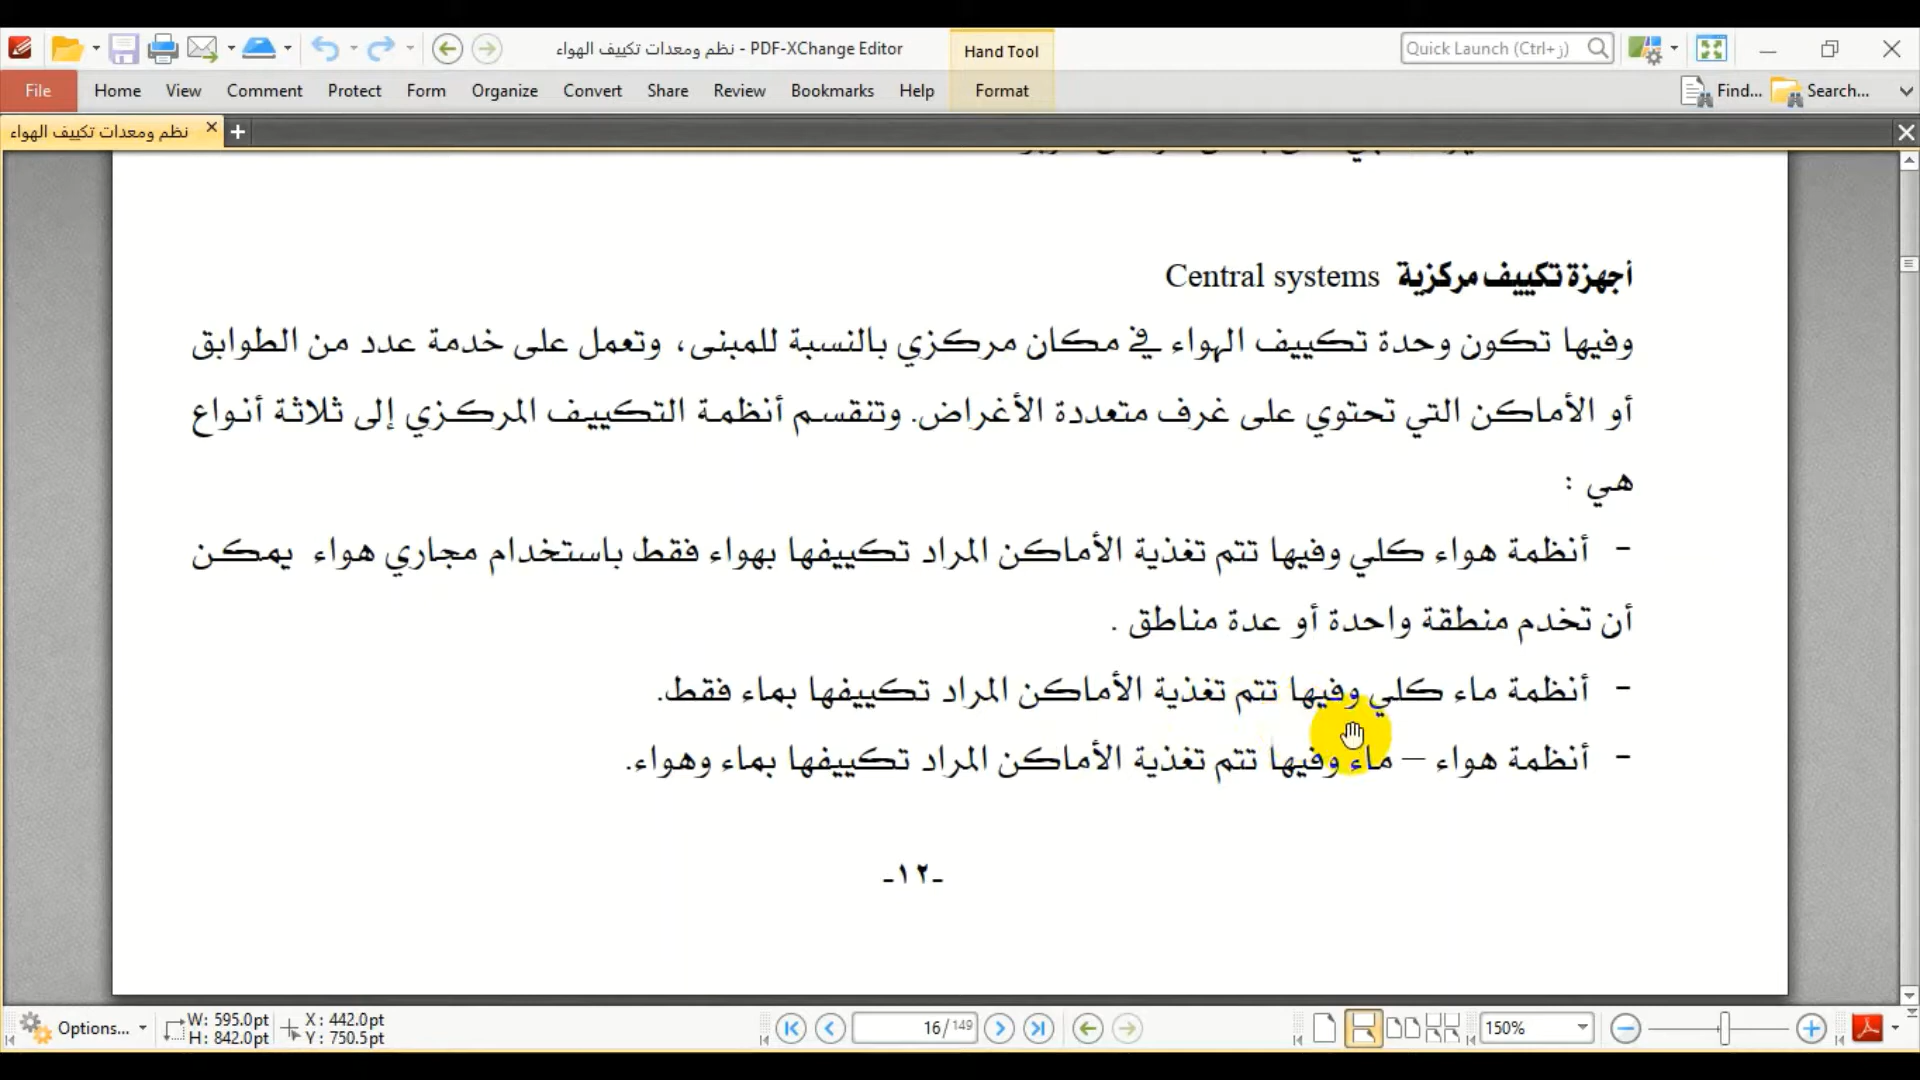 نظم ومعدات تكييف الهواء - PDF-XChange Editor
Hand Tool
Quick Launch (Ctrl+ز)
File
Home
View
Comment
Protect
Form
Organize
Convert
Share
Review
Bookmarks
Help
Format
Find...
Search...
نظم ومعدات تكييف الهواء
أجهزة تكييف مركزية Central systems
وفيها تكون وحدة تكييف الهواء في مكان مركزي بالنسبة للمبنى، وتعمل على خدمة عدد من الطوابق
أو الأماكن التي تحتوي على غرف متعددة الأغراض. وتنقسم أنظمة التكييف المركزي إلى ثلاثة أنواع
هي :
- أنظمة هواء كلي وفيها تتم تغذية الأماكن المراد تكييفها بهواء فقط باستخدام مجاري هواء يمكن
أن تخدم منطقة واحدة أو عدة مناطق .
- أنظمة ماء كلي وفيها تتم تغذية الأماكن المراد تكييفها بماء فقط.
- أنظمة هواء – ماء وفيها تتم تغذية الأماكن المراد تكييفها بماء وهواء.
-١٢-
Options...
W: 595.0pt
H: 842.0pt
X: 442.0pt
Y: 750.5pt
16 / 149
150%